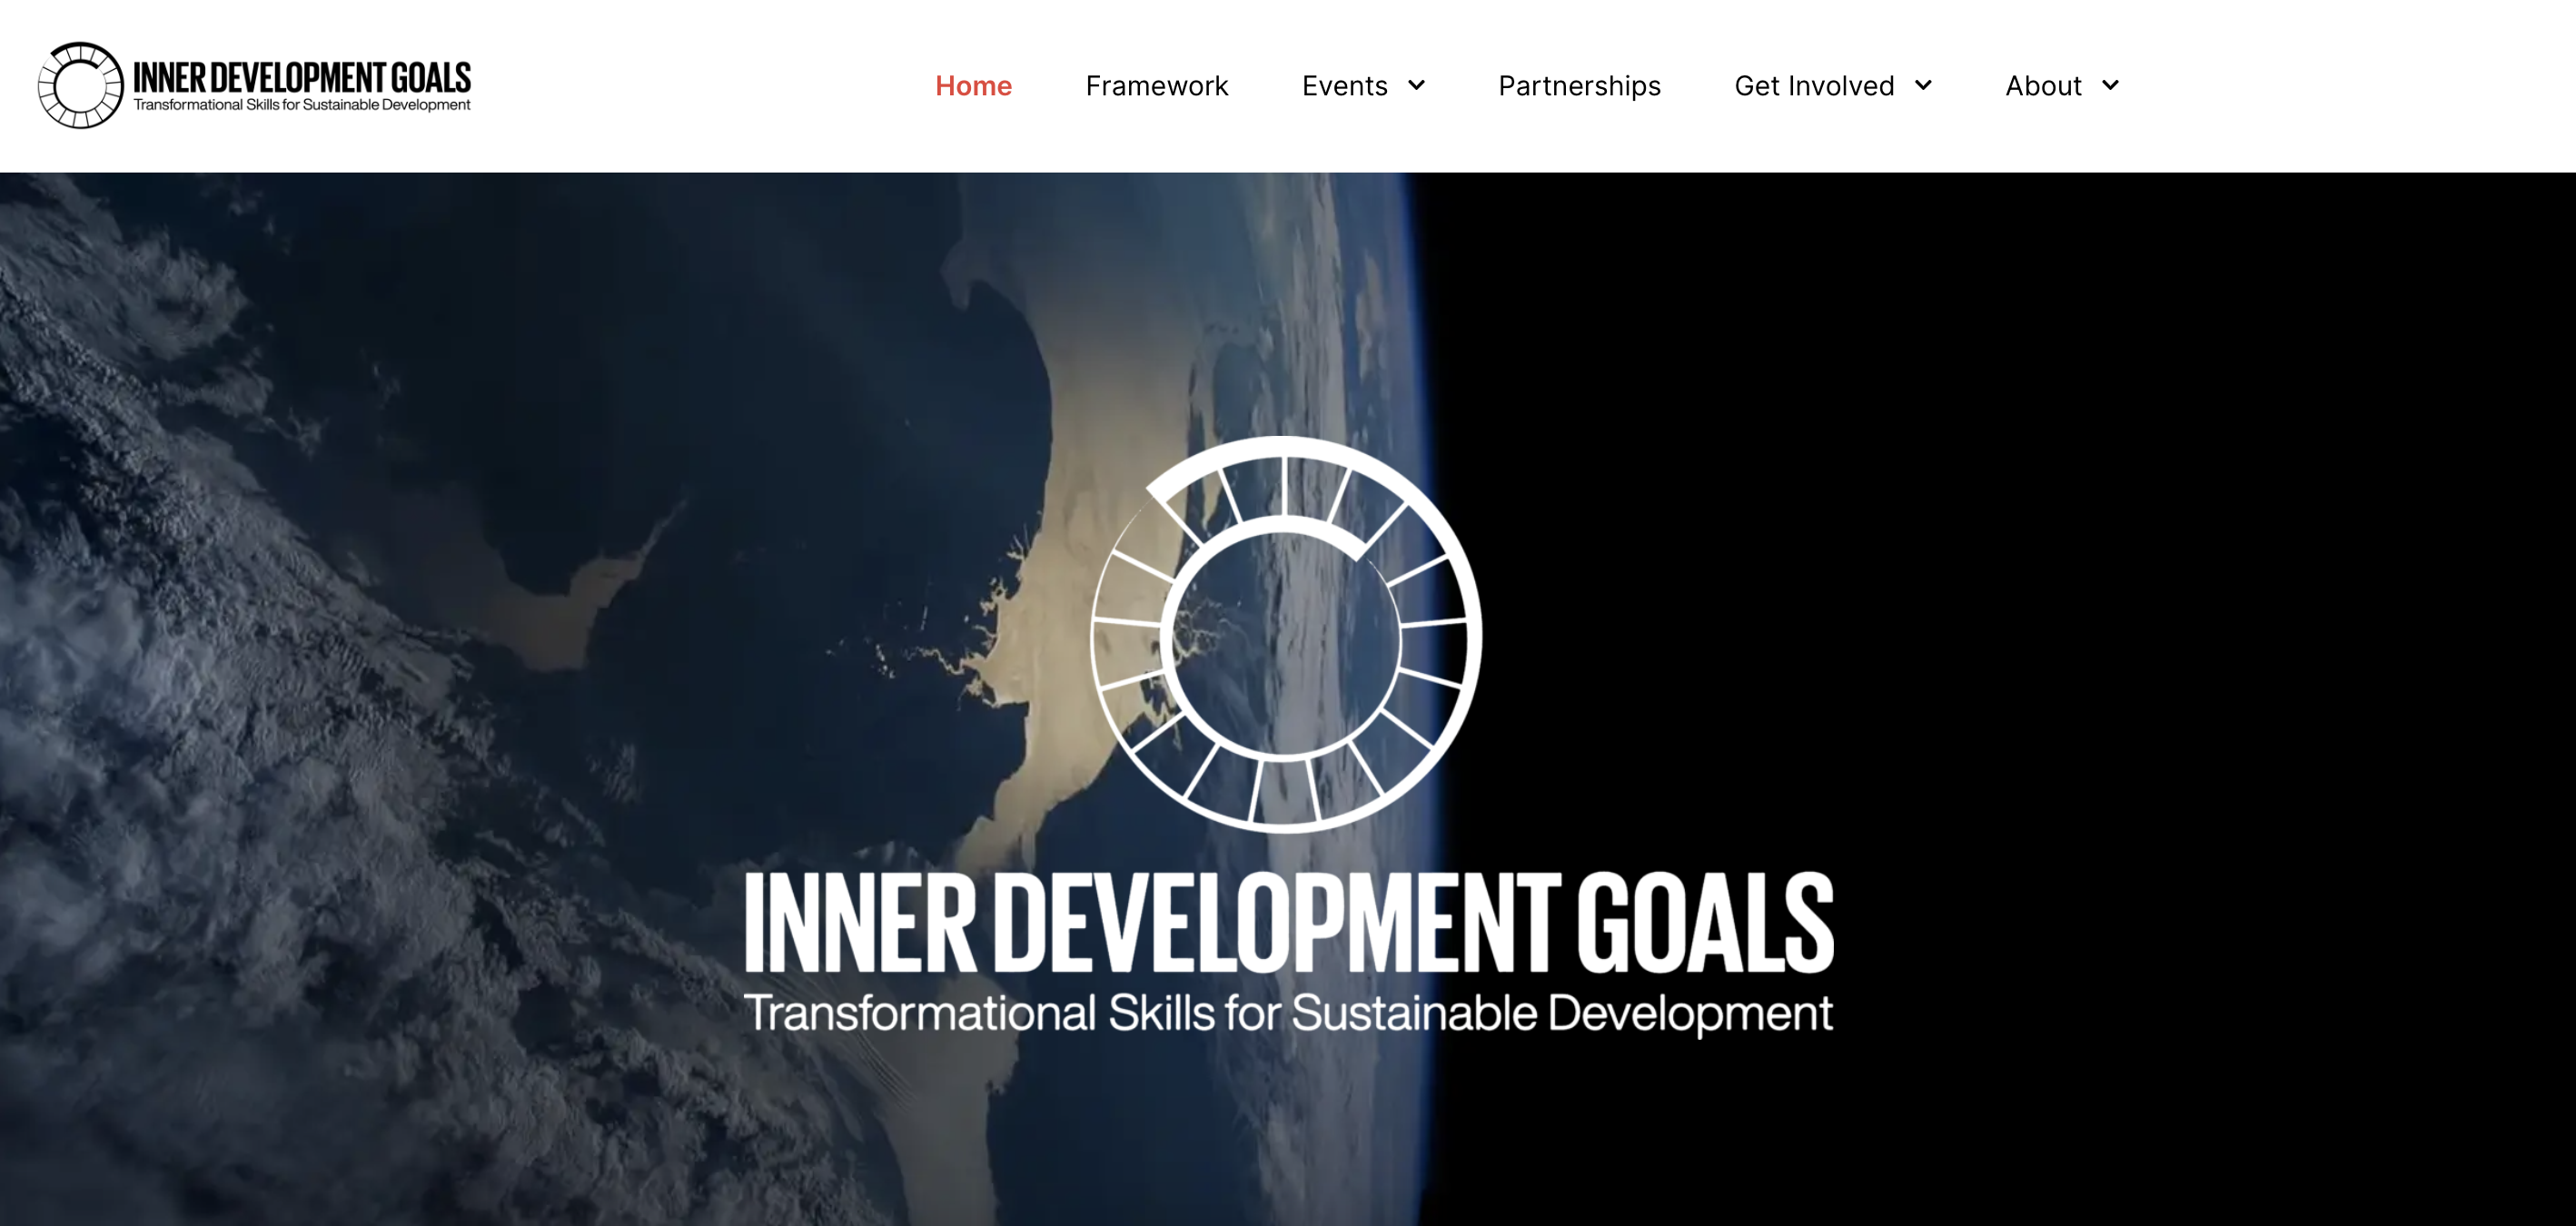 INNER DEVELOPMENT GOALS
Transformational Skills for Sustainable Development
Home Framework Events Partnerships Get Involved About
INNER DEVELOPMENT GOALS
Transformational Skills for Sustainable Development